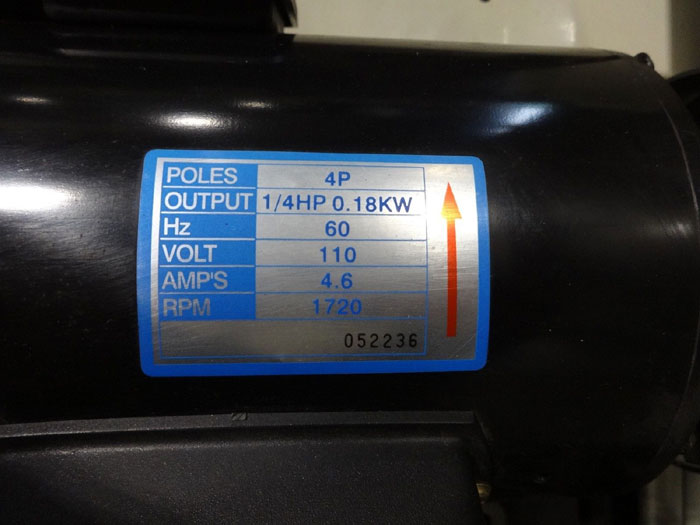 POLES 4P
OUTPUT 1/4HP 0.18KW
Hz 60
VOLT 110
AMP'S 4.6
RPM 1720
052236